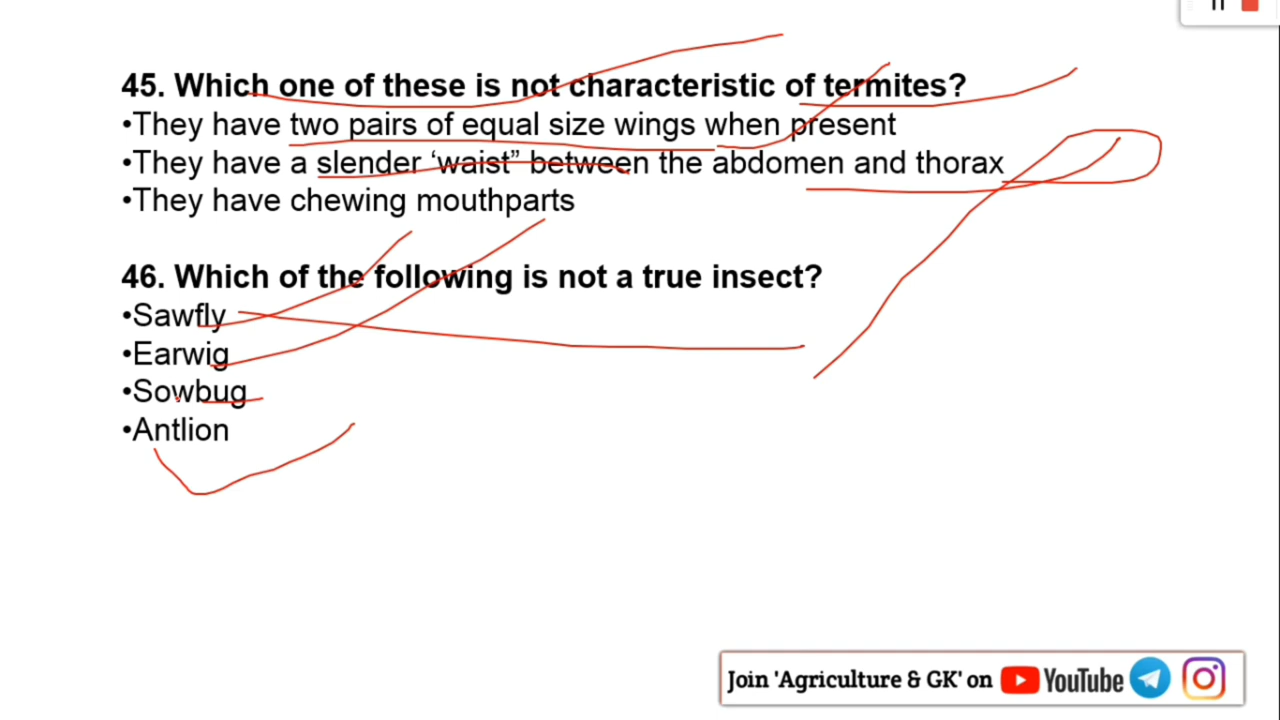 45. Which one of these is not characteristic of termites?
•They have two pairs of equal size wings when present
•They have a slender ‘waist” between the abdomen and thorax
•They have chewing mouthparts
46. Which of the following is not a true insect?
•Sawfly
•Earwig
•Sowbug
•Antlion
Join 'Agriculture & GK' on YouTube